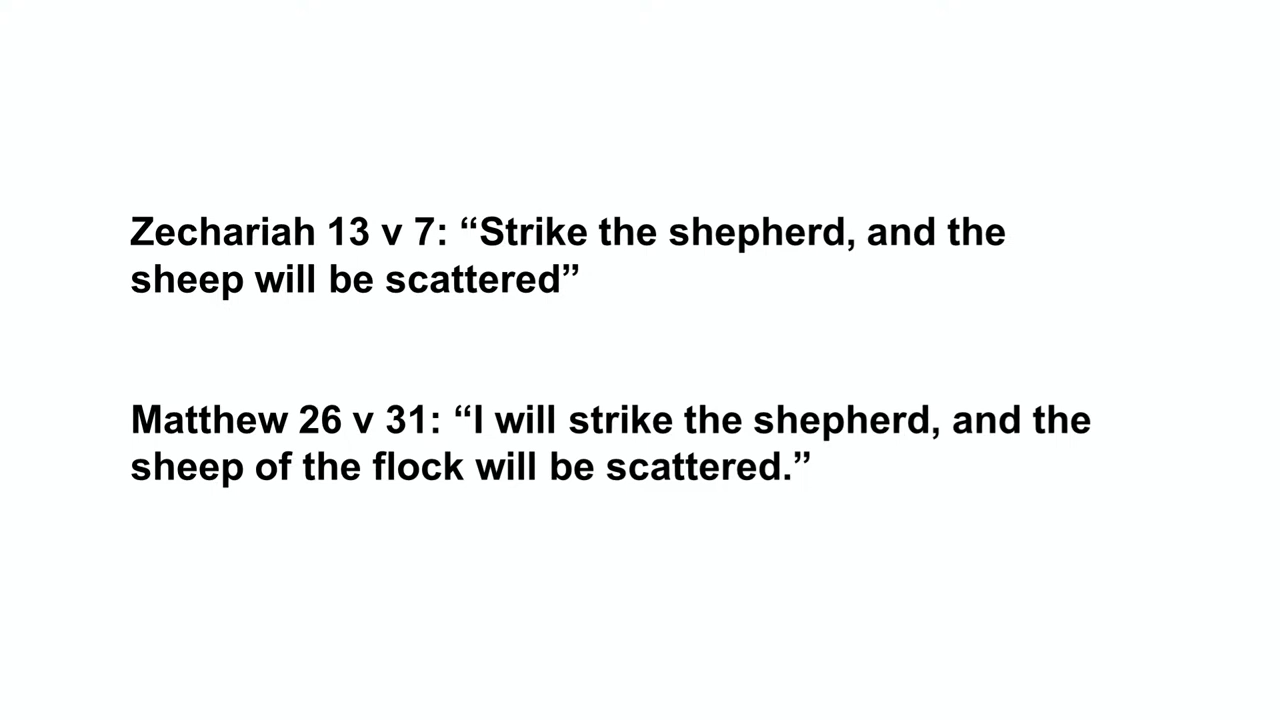 Zechariah 13 v 7: “Strike the shepherd, and the
sheep will be scattered”
Matthew 26 v 31: “I will strike the shepherd, and the
sheep of the flock will be scattered.”